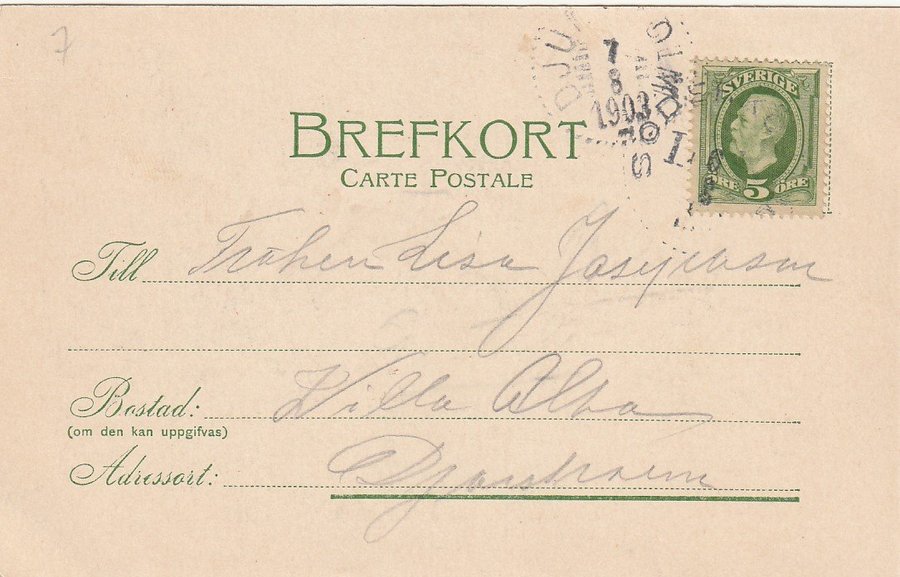 7
DJU
7
8
1903
SVERIGE
ÖRE 5 ÖRE
BREFKORT
CARTE POSTALE
Till Fröken Lisa
Bostad: Villa Alba
(om den kan uppgifvas)
Adressort: Djursholm